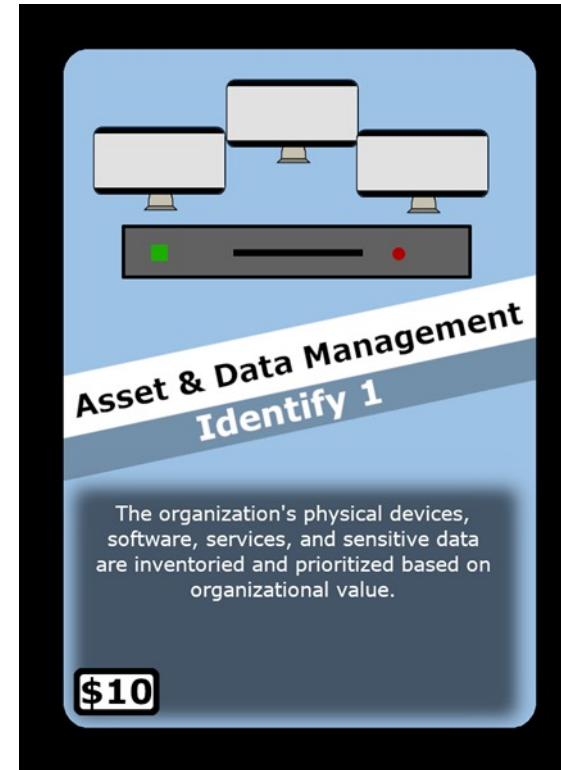 Asset & Data Management
Identify 1
The organization's physical devices,
software, services, and sensitive data
are inventoried and prioritized based on
organizational value.
$10